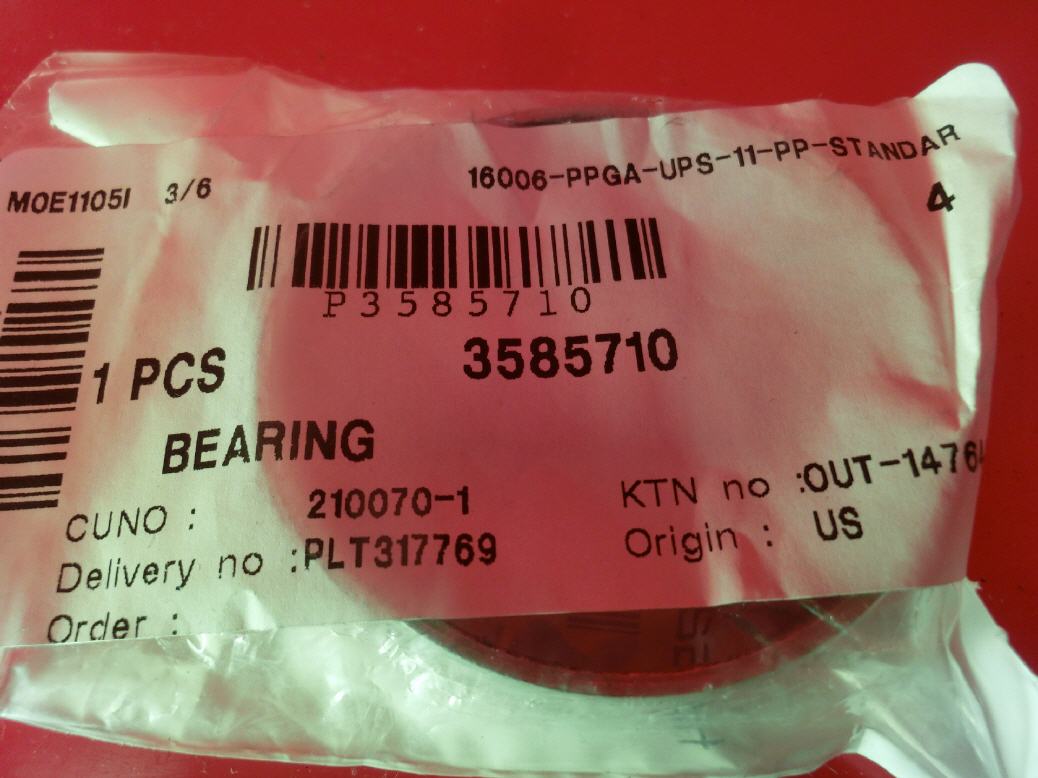 MOE1105I 3/6 16006-PPGA-UPS-11-PP-STANDAR
4
P3585710
1 PCS 3585710
BEARING
CUNO : 210070-1 KTN no :OUT-1476
Delivery no :PLT317769 Origin : US
Order :